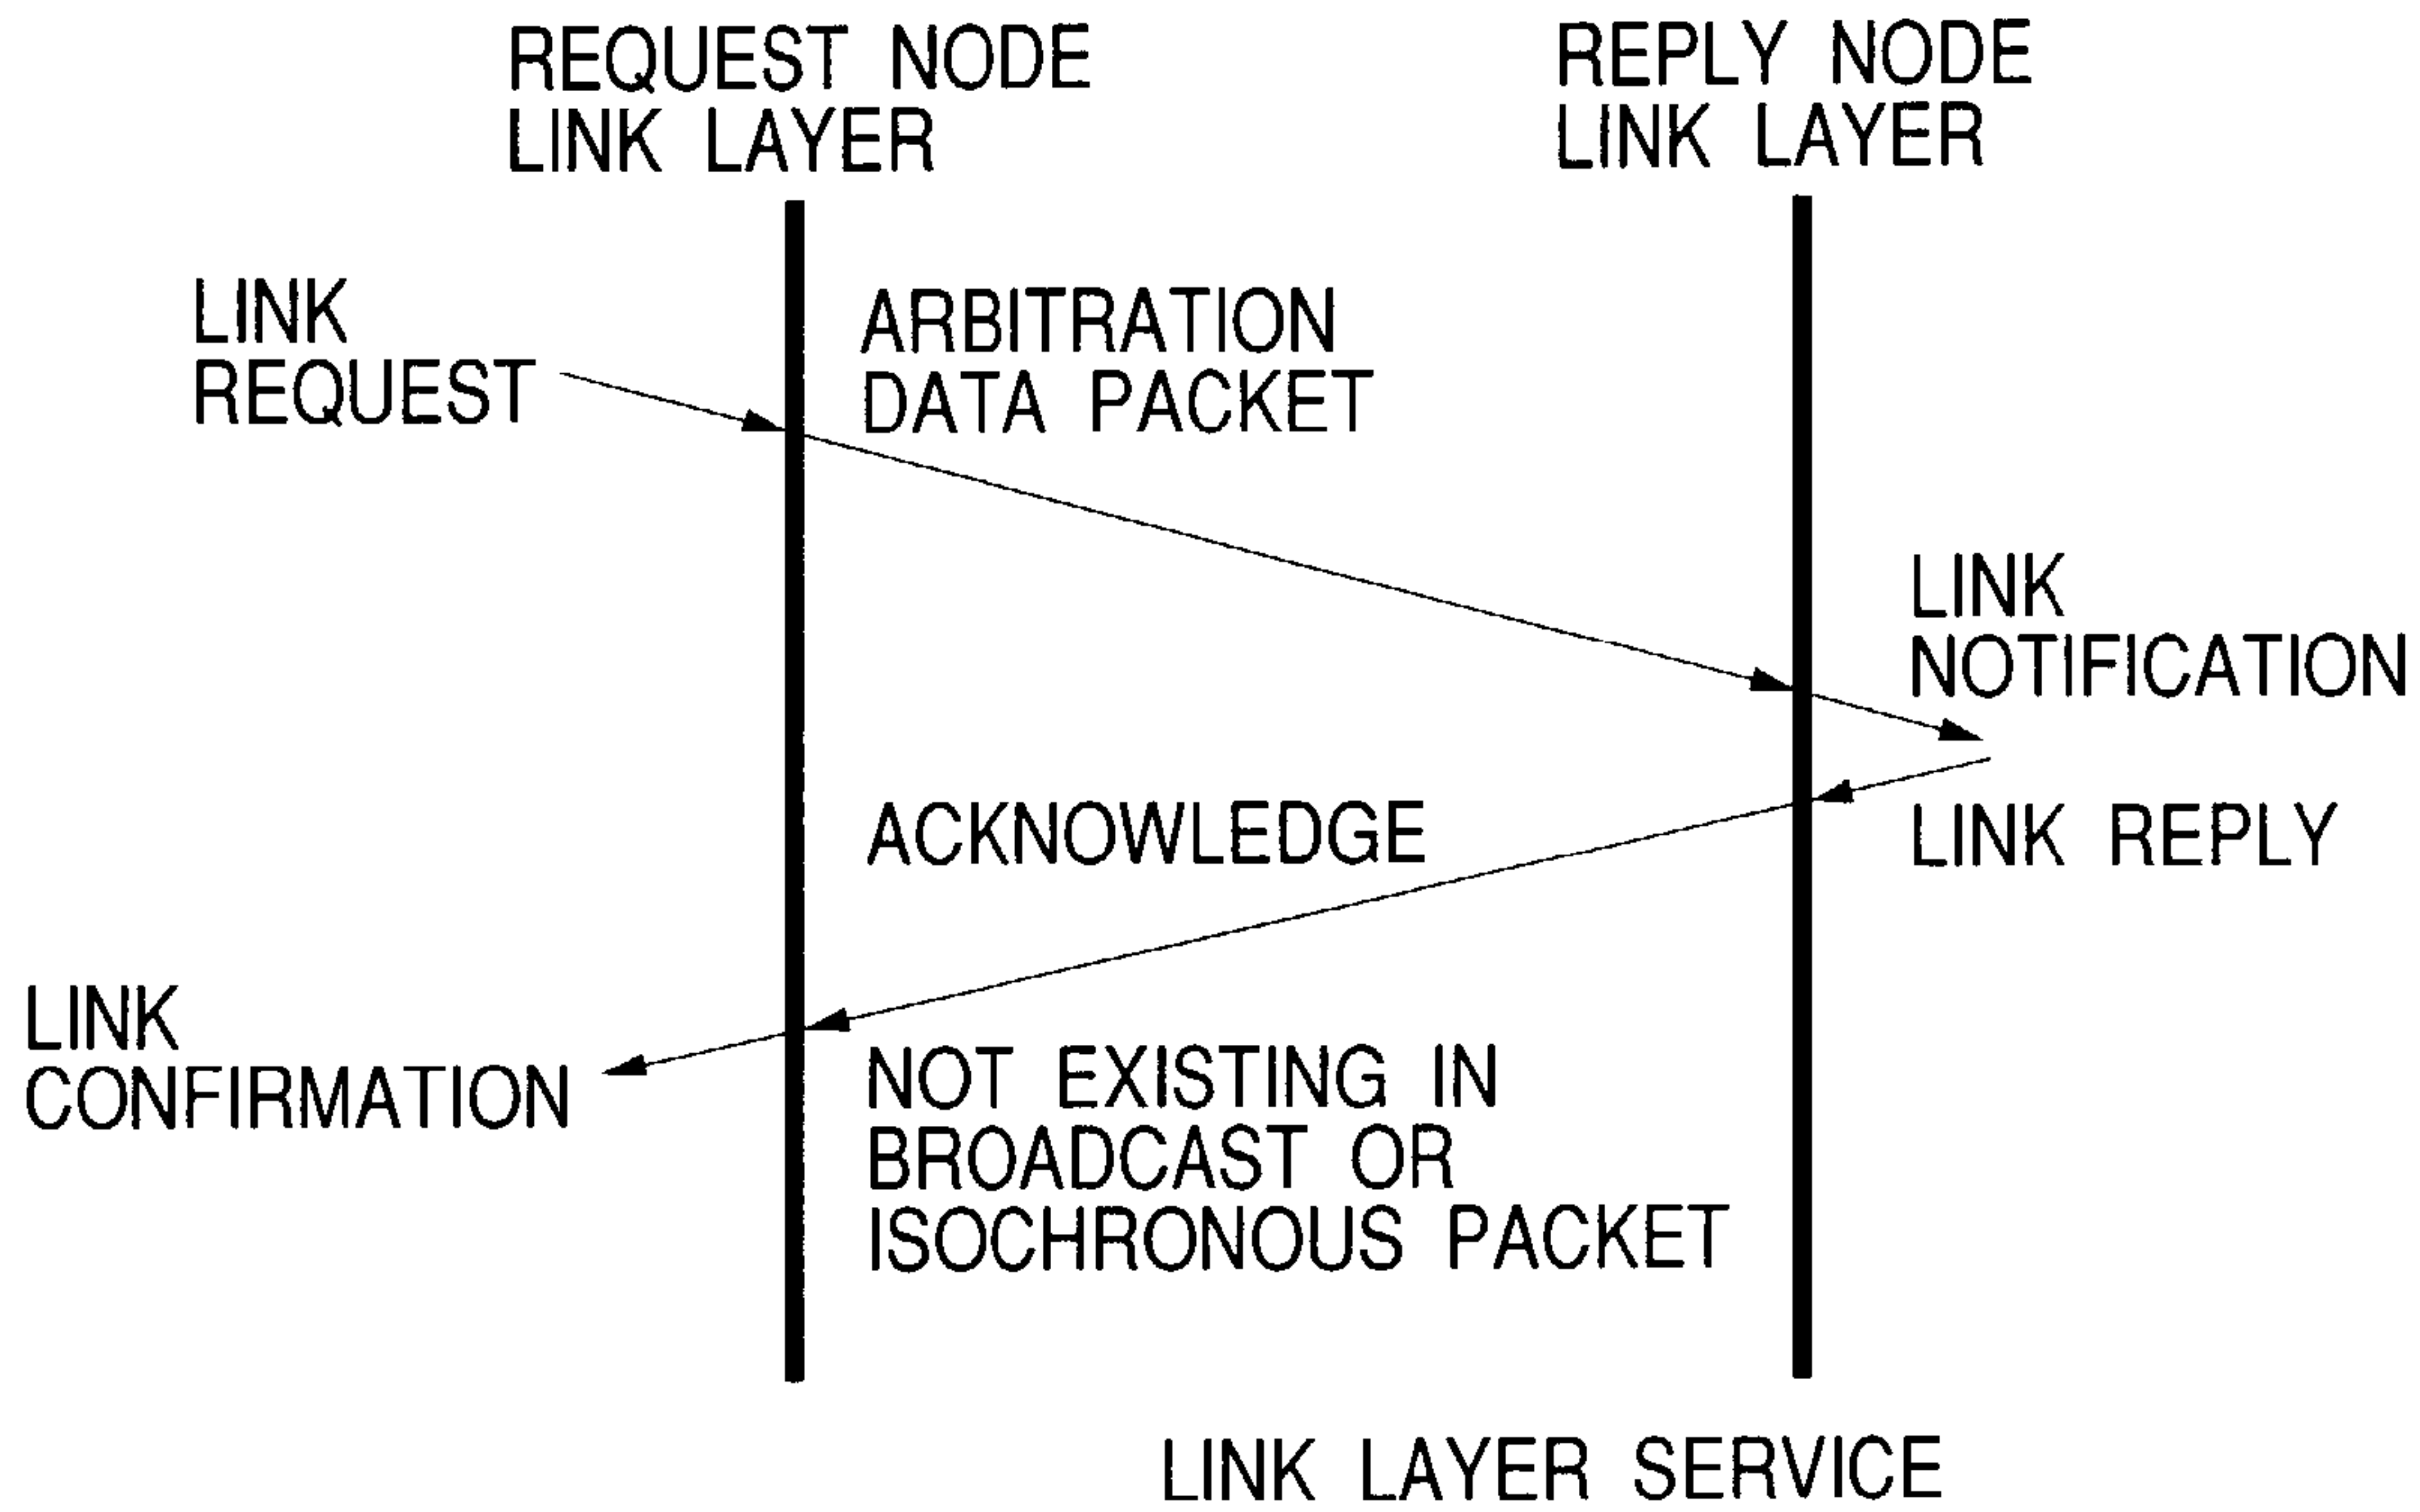 REQUEST NODE
LINK LAYER
REPLY NODE
LINK LAYER
LINK
REQUEST
ARBITRATION
DATA PACKET
LINK
NOTIFICATION
ACKNOWLEDGE
LINK REPLY
LINK
CONFIRMATION
NOT EXISTING IN
BROADCAST OR
ISOCHRONOUS PACKET
LINK LAYER SERVICE